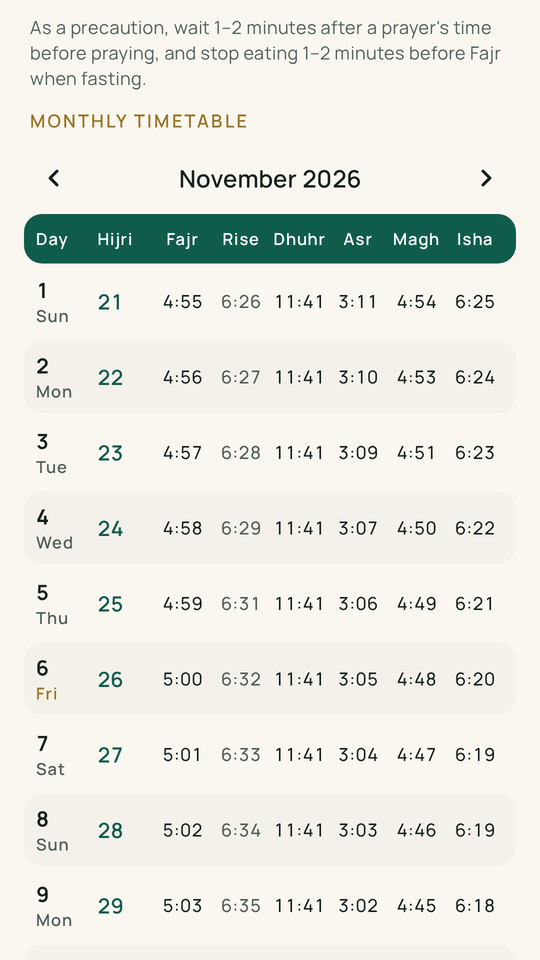 As a precaution, wait 1–2 minutes after a prayer's time
before praying, and stop eating 1–2 minutes before Fajr
when fasting.
MONTHLY TIMETABLE
November 2026
Day Hijri Fajr Rise Dhuhr Asr Magh Isha
1 Sun 21 4:55 6:26 11:41 3:11 4:54 6:25
2 Mon 22 4:56 6:27 11:41 3:10 4:53 6:24
3 Tue 23 4:57 6:28 11:41 3:09 4:51 6:23
4 Wed 24 4:58 6:29 11:41 3:07 4:50 6:22
5 Thu 25 4:59 6:31 11:41 3:06 4:49 6:21
6 Fri 26 5:00 6:32 11:41 3:05 4:48 6:20
7 Sat 27 5:01 6:33 11:41 3:04 4:47 6:19
8 Sun 28 5:02 6:34 11:41 3:03 4:46 6:19
9 Mon 29 5:03 6:35 11:41 3:02 4:45 6:18